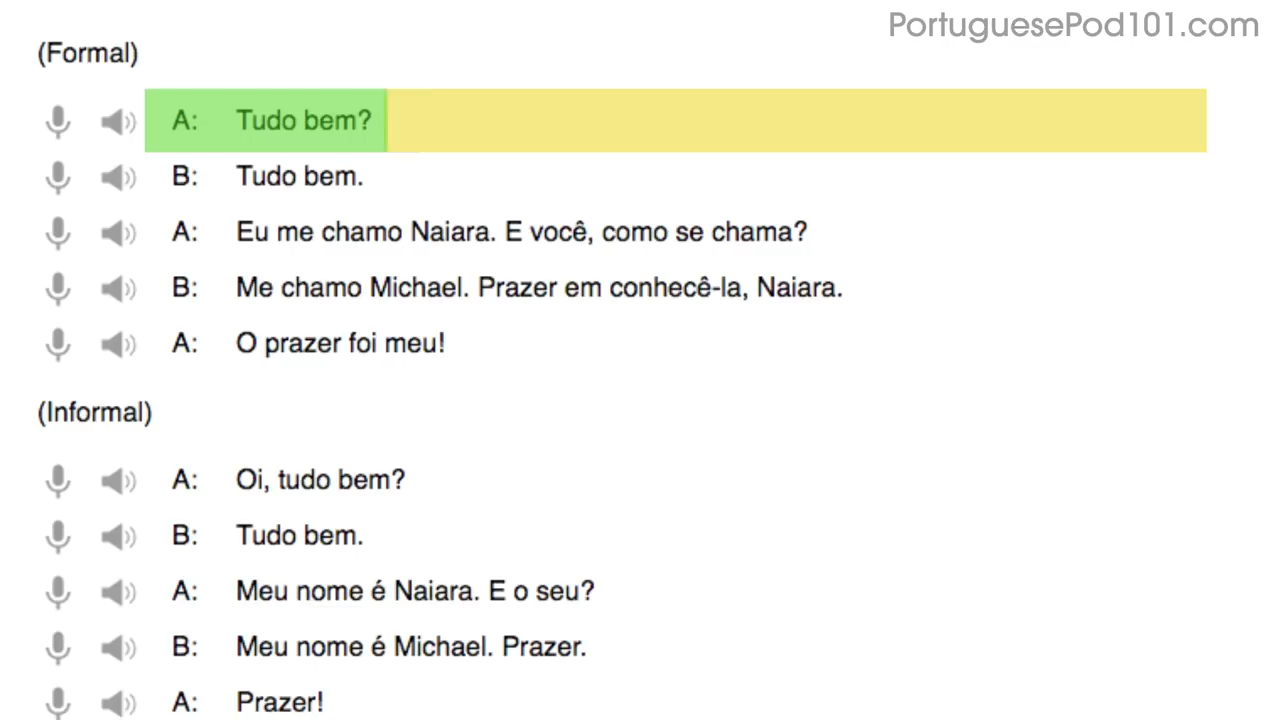 PortuguesePod101.com
(Formal)
A: Tudo bem?
B: Tudo bem.
A: Eu me chamo Naiara. E você, como se chama?
B: Me chamo Michael. Prazer em conhecê-la, Naiara.
A: O prazer foi meu!
(Informal)
A: Oi, tudo bem?
B: Tudo bem.
A: Meu nome é Naiara. E o seu?
B: Meu nome é Michael. Prazer.
A: Prazer!